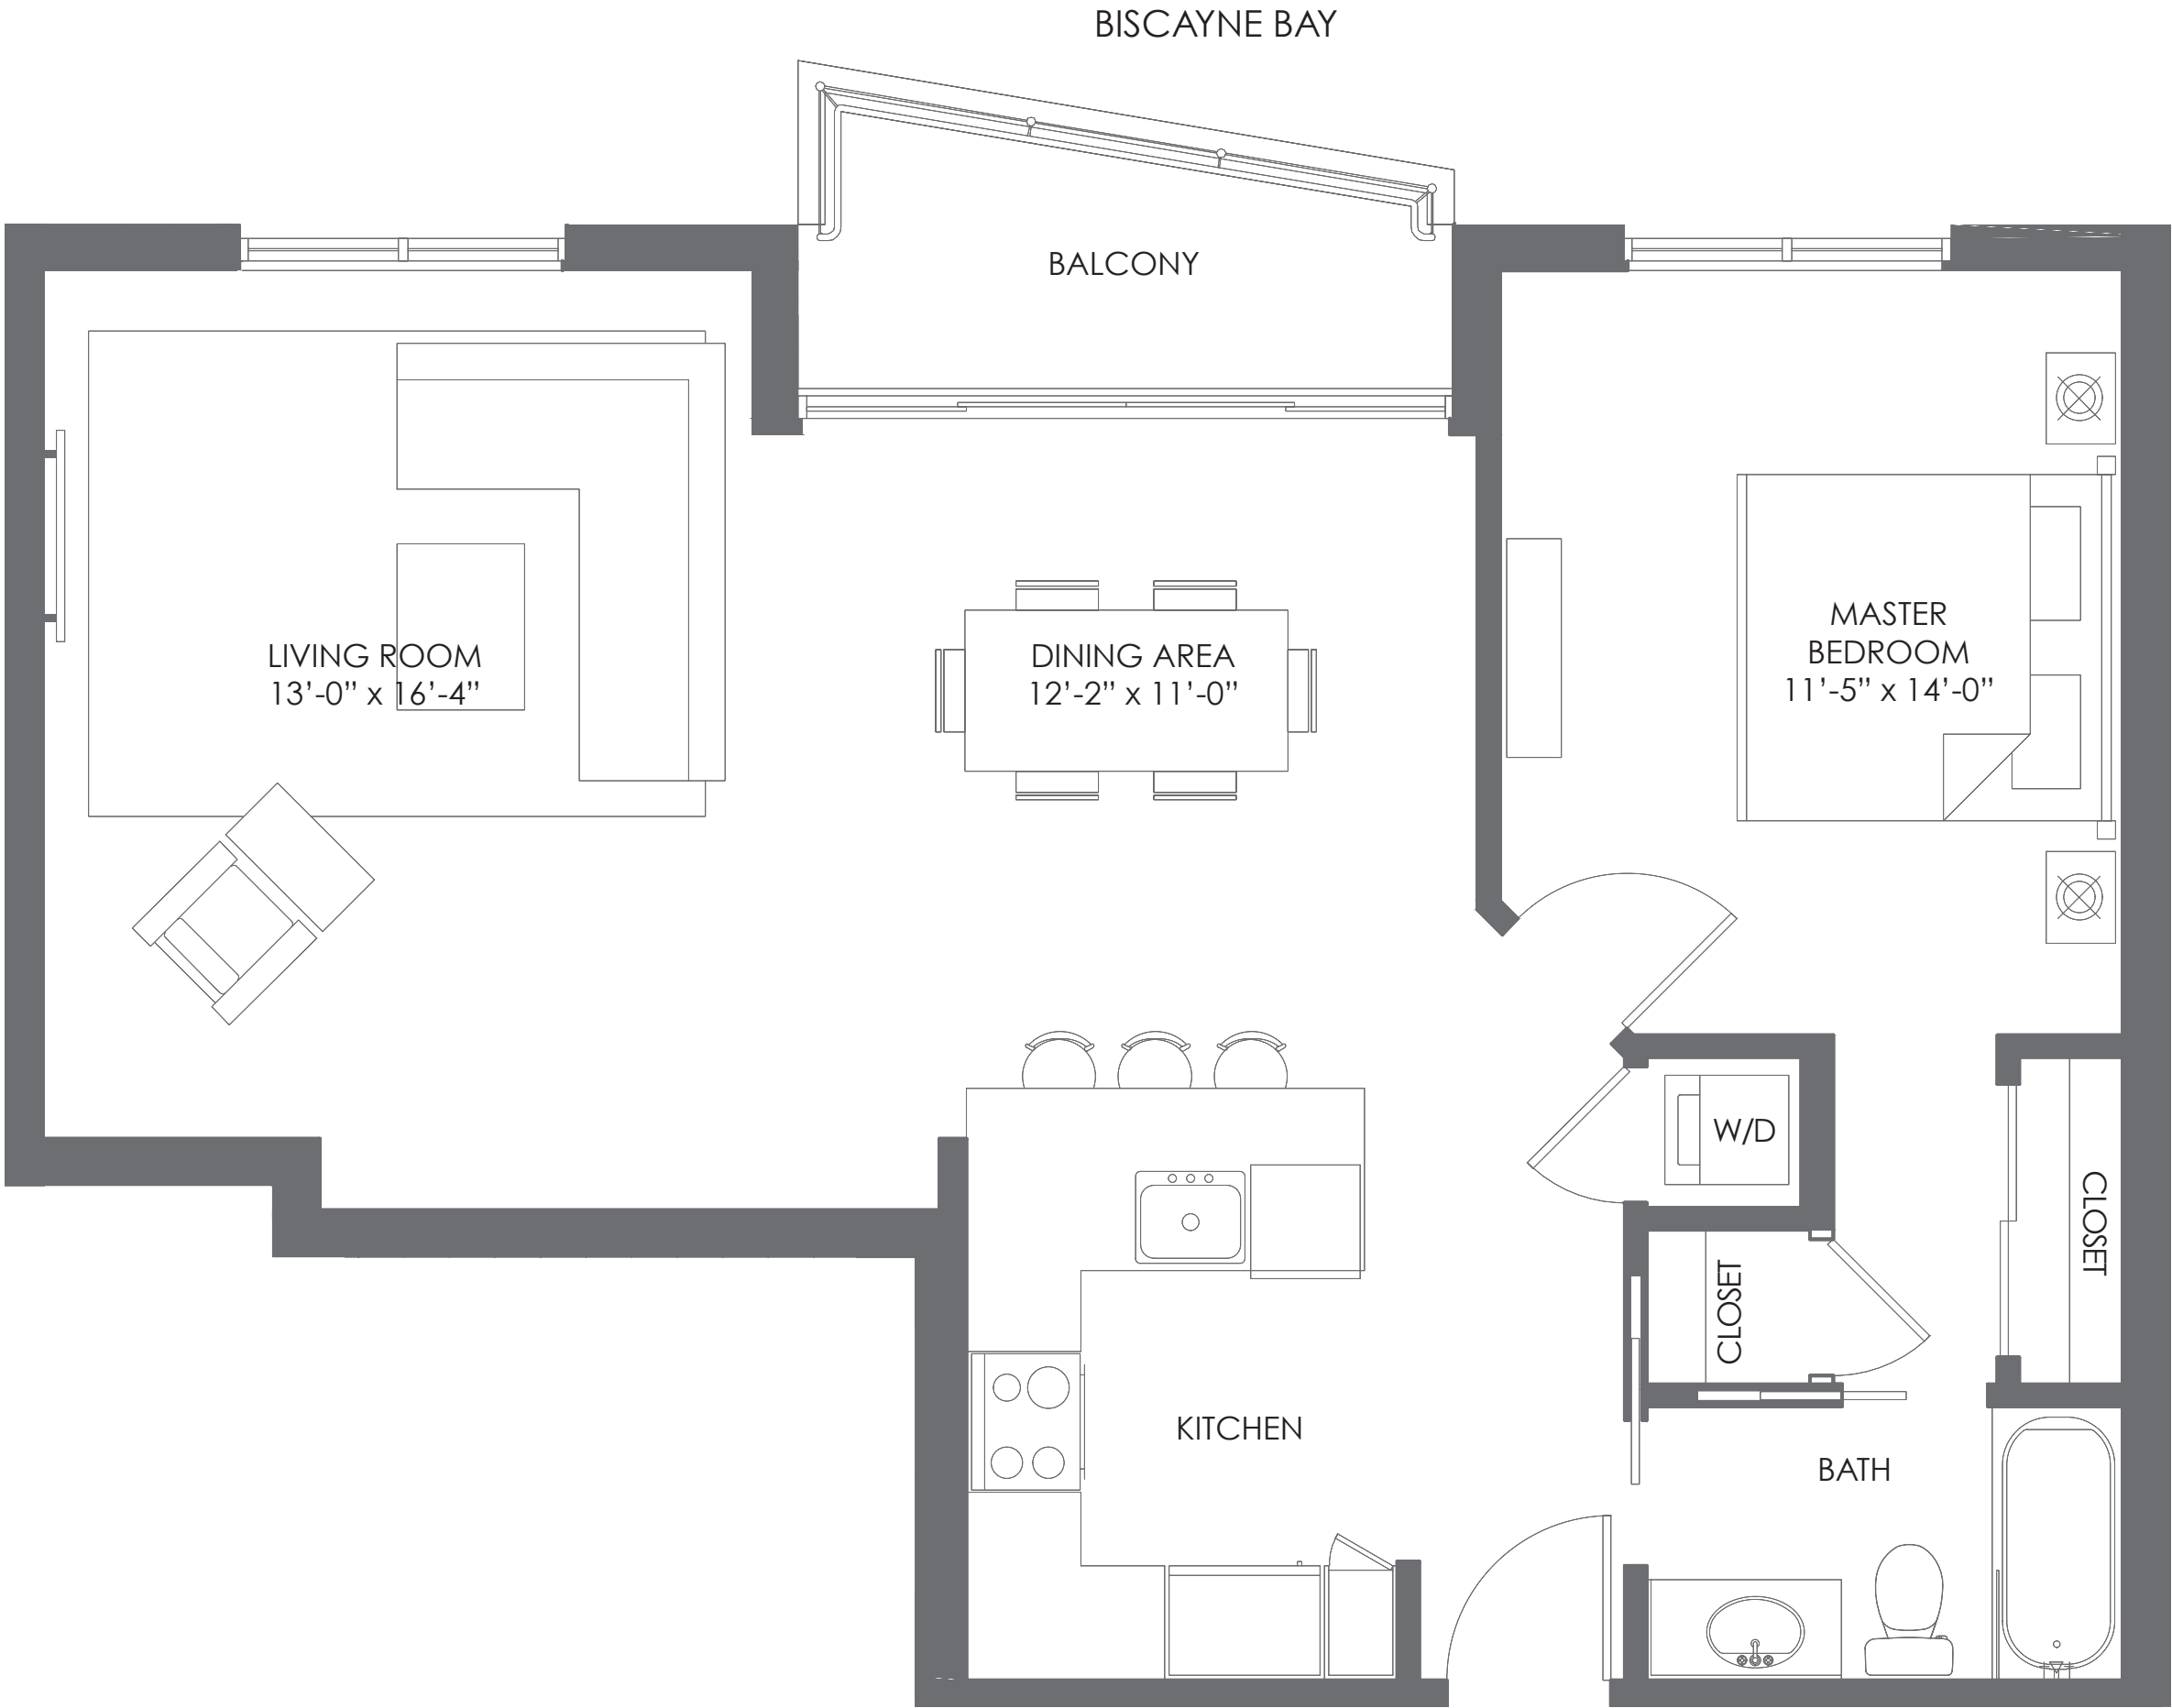 BISCAYNE BAY
BALCONY
LIVING ROOM
13’-0” x 16’-4”
DINING AREA
12’-2” x 11’-0”
MASTER
BEDROOM
11’-5” x 14’-0”
W/D
CLOSET
CLOSET
KITCHEN
BATH